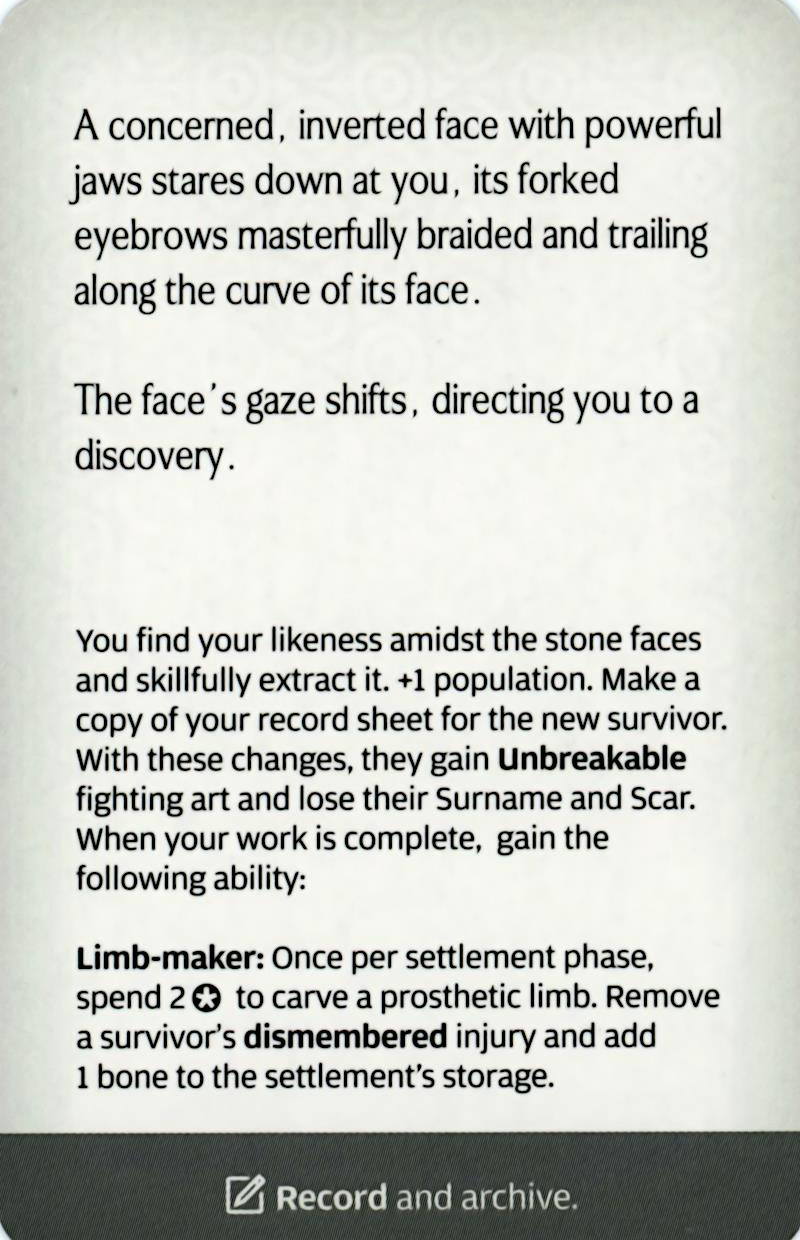 A concerned, inverted face with powerful
jaws stares down at you, its forked
eyebrows masterfully braided and trailing
along the curve of its face.
The face's gaze shifts, directing you to a
discovery.
You find your likeness amidst the stone faces
and skillfully extract it. +1 population. Make a
copy of your record sheet for the new survivor.
With these changes, they gain Unbreakable
fighting art and lose their Surname and Scar.
When your work is complete, gain the
following ability:
Limb-maker: Once per settlement phase,
spend 2 ✪ to carve a prosthetic limb. Remove
a survivor's dismembered injury and add
1 bone to the settlement's storage.
Record and archive.